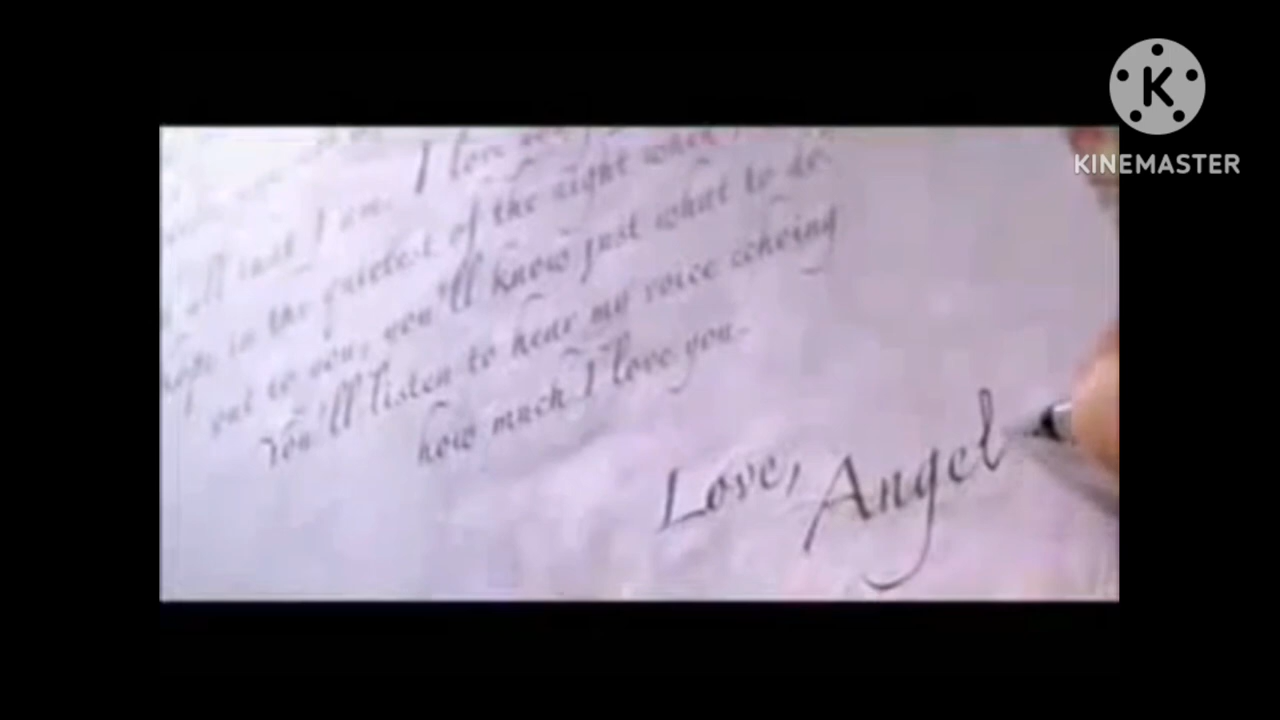 I love
all that I am. I
in the quietest of the night when
out to you, you'll know just what to do.
You'll listen to hear my voice echoing
how much I love you.
Love, Angel
KINEMASTER